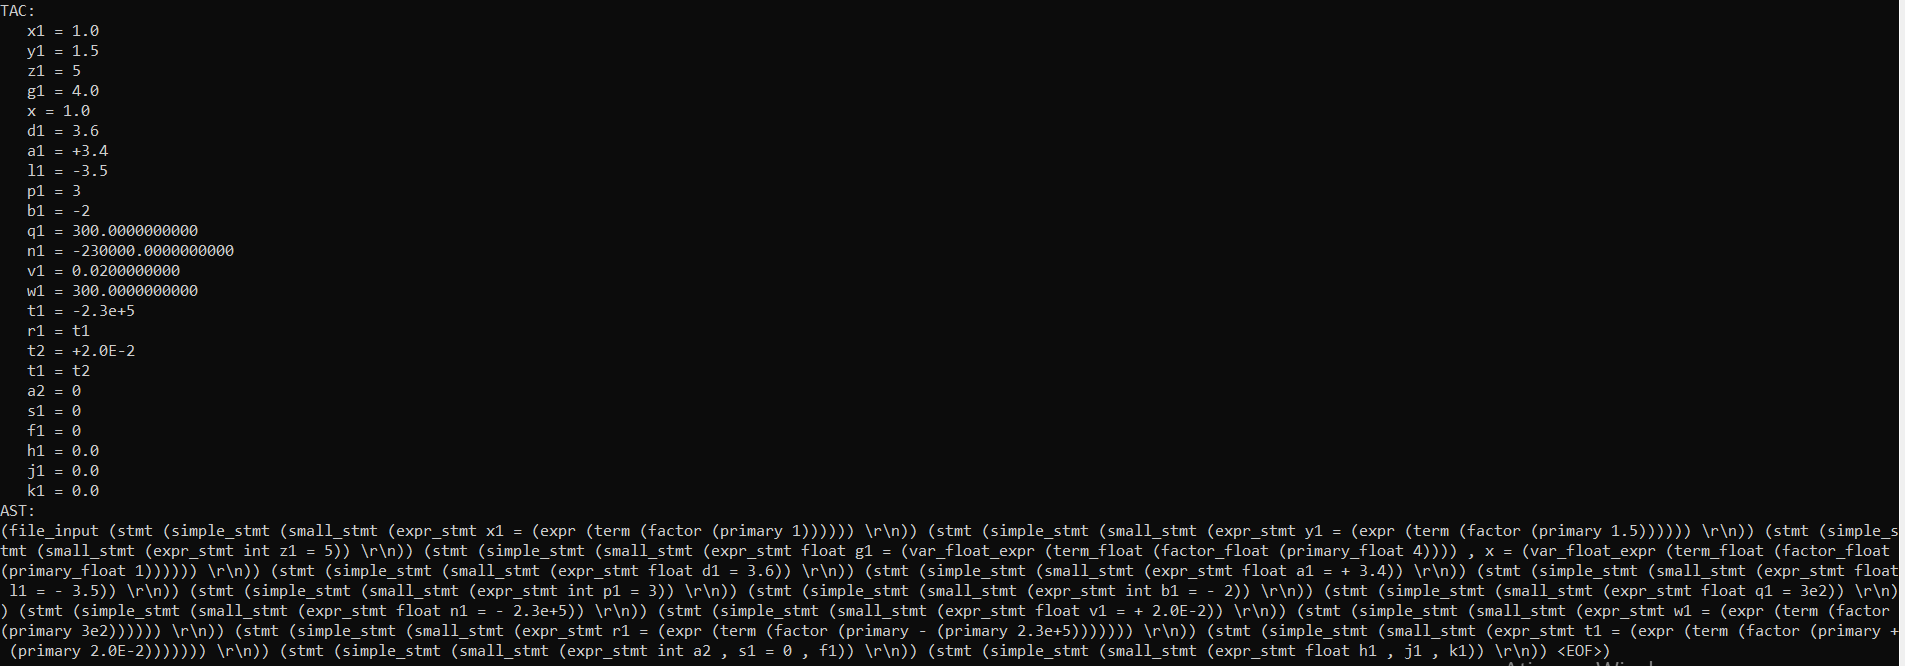 TAC:
x1 = 1.0
y1 = 1.5
z1 = 5
g1 = 4.0
x = 1.0
d1 = 3.6
a1 = +3.4
l1 = -3.5
p1 = 3
b1 = -2
q1 = 300.0000000000
n1 = -230000.0000000000
v1 = 0.0200000000
w1 = 300.0000000000
t1 = -2.3e+5
r1 = t1
t2 = +2.0E-2
t1 = t2
a2 = 0
s1 = 0
f1 = 0
h1 = 0.0
j1 = 0.0
k1 = 0.0
AST:
(file_input (stmt (simple_stmt (small_stmt (expr_stmt x1 = (expr (term (factor (primary 1)))))) \r\n)) (stmt (simple_stmt (small_stmt (expr_stmt y1 = (expr (term (factor (primary 1.5)))))) \r\n)) (stmt (simple_s
tmt (small_stmt (expr_stmt int z1 = 5)) \r\n)) (stmt (simple_stmt (small_stmt (expr_stmt float g1 = (var_float_expr (term_float (factor_float (primary_float 4)))) , x = (var_float_expr (term_float (factor_float
(primary_float 1)))))) \r\n)) (stmt (simple_stmt (small_stmt (expr_stmt float d1 = 3.6)) \r\n)) (stmt (simple_stmt (small_stmt (expr_stmt float a1 = + 3.4)) \r\n)) (stmt (simple_stmt (small_stmt (expr_stmt float
l1 = - 3.5)) \r\n)) (stmt (simple_stmt (small_stmt (expr_stmt int p1 = 3)) \r\n)) (stmt (simple_stmt (small_stmt (expr_stmt int b1 = - 2)) \r\n)) (stmt (simple_stmt (small_stmt (expr_stmt float q1 = 3e2)) \r\n)
) (stmt (simple_stmt (small_stmt (expr_stmt float n1 = - 2.3e+5)) \r\n)) (stmt (simple_stmt (small_stmt (expr_stmt float v1 = + 2.0E-2)) \r\n)) (stmt (simple_stmt (small_stmt (expr_stmt w1 = (expr (term (factor
(primary 3e2)))))) \r\n)) (stmt (simple_stmt (small_stmt (expr_stmt r1 = (expr (term (factor (primary - (primary 2.3e+5))))))) \r\n)) (stmt (simple_stmt (small_stmt (expr_stmt t1 = (expr (term (factor (primary +
(primary 2.0E-2))))))) \r\n)) (stmt (simple_stmt (small_stmt (expr_stmt int a2 , s1 = 0 , f1)) \r\n)) (stmt (simple_stmt (small_stmt (expr_stmt float h1 , j1 , k1)) \r\n)) <EOF>)